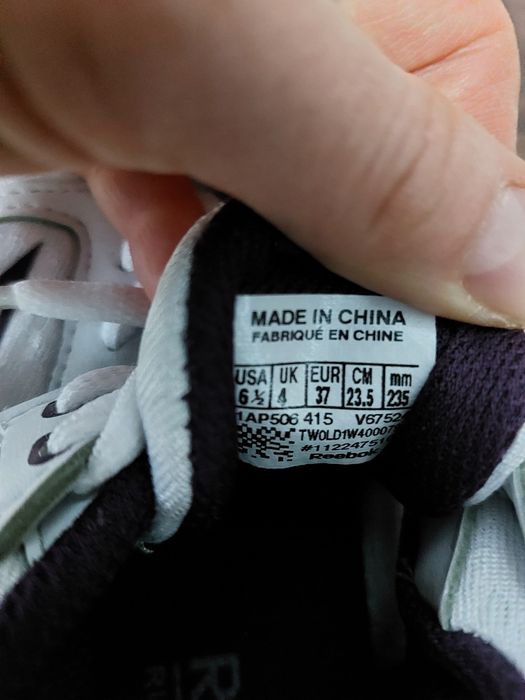 MADE IN CHINA
FABRIQUÉ EN CHINE
USA UK EUR CM mm
6 ½ 4 37 23.5 235
1AP506 415
Reebok
R